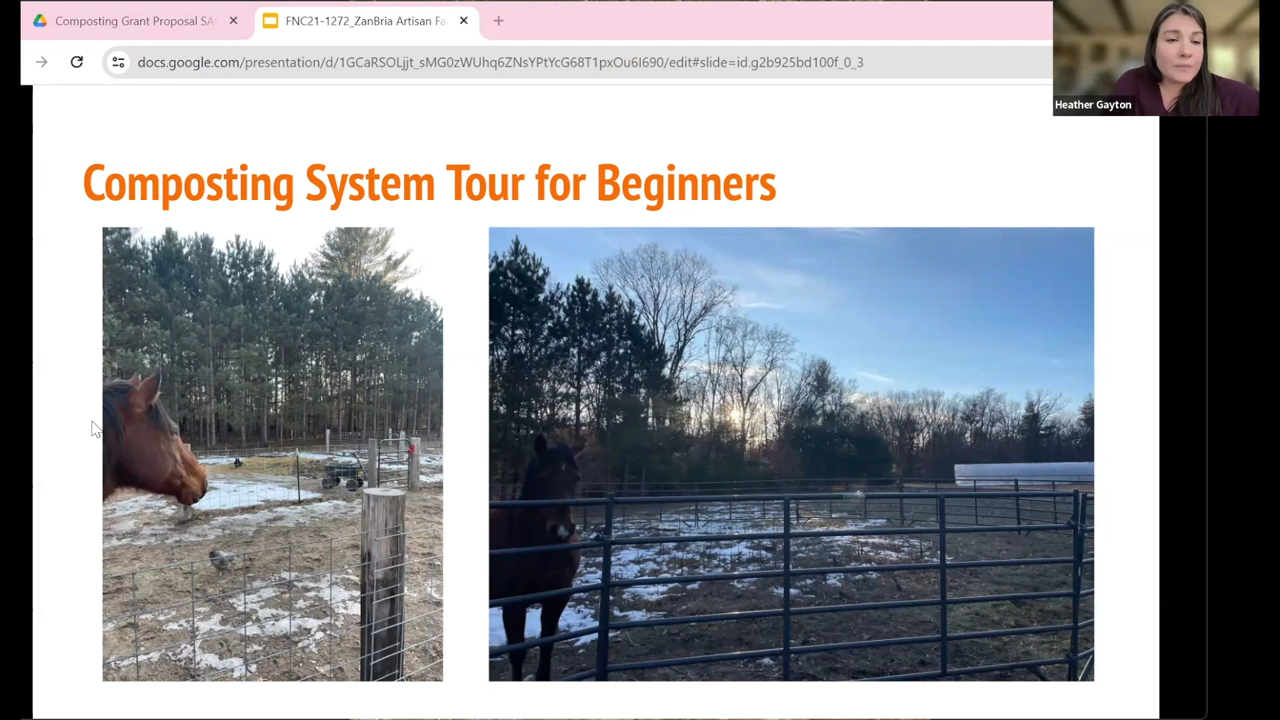 Composting Grant Proposal SA
FNC21-1272_ZanBria Artisan Fa
docs.google.com/presentation/d/1GCaRSOLjjt_sMG0zWUBb6ZNsYPtYcG68T1pxOu6I690/edit#slide=id.g2b925bd100f_0_3
Heather Gayton
Composting System Tour for Beginners